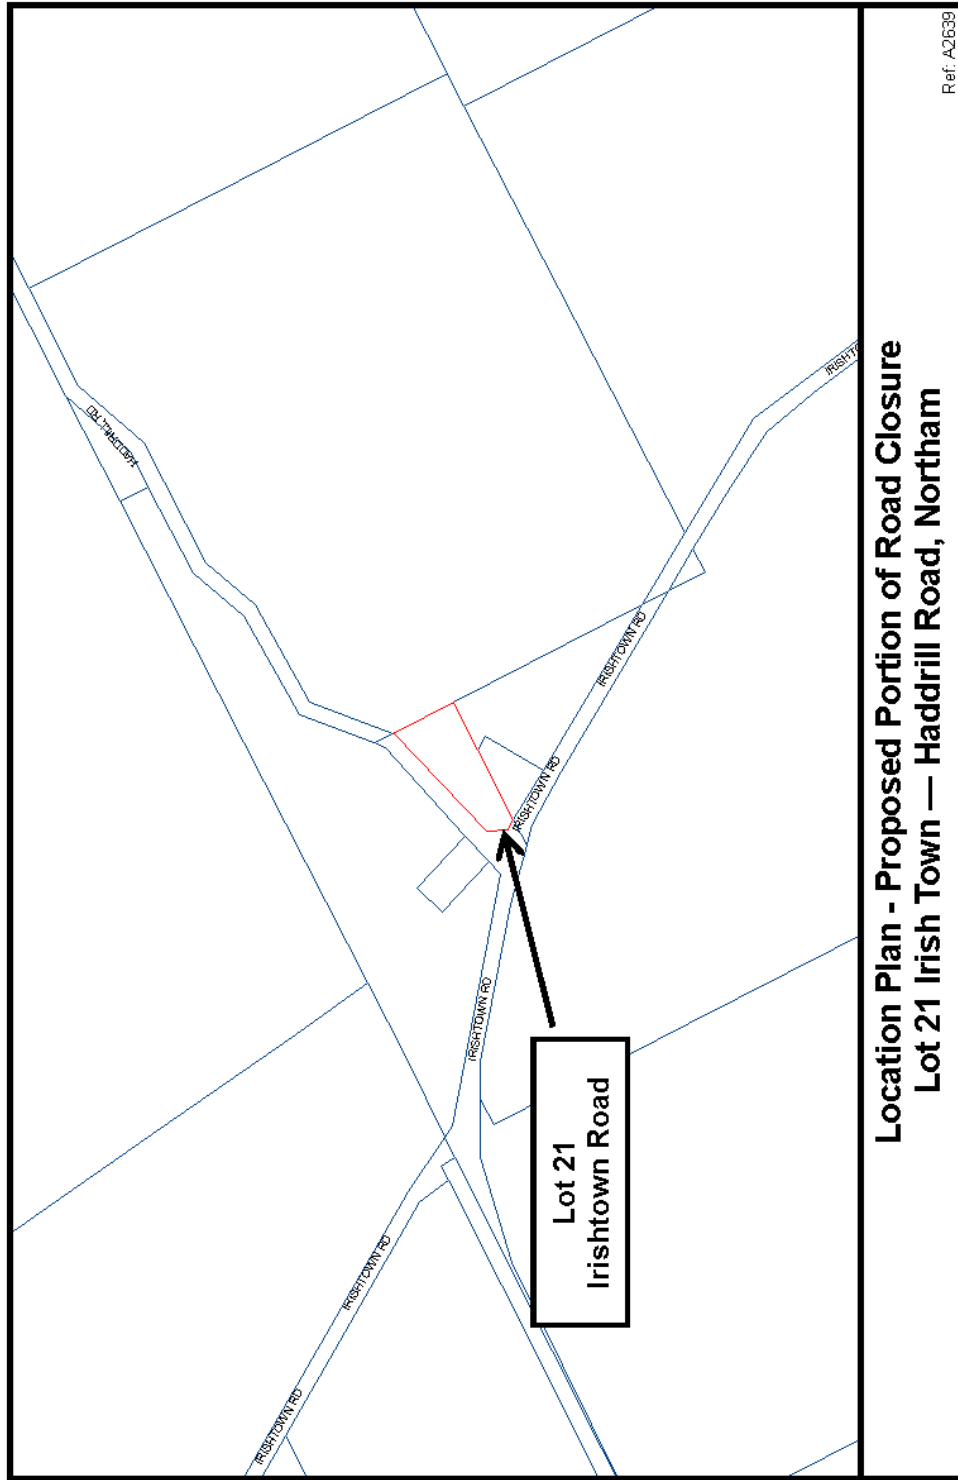 IRISHTOWN RD
IRISHTOWN RD
IRISHTOWN RD
IRISHTOWN RD
IRISHTOWN RD
HADDRILL RD
IRISHTO
Lot 21
Irishtown Road
Location Plan - Proposed Portion of Road Closure
Lot 21 Irish Town — Haddrill Road, Northam
Ref: A2639